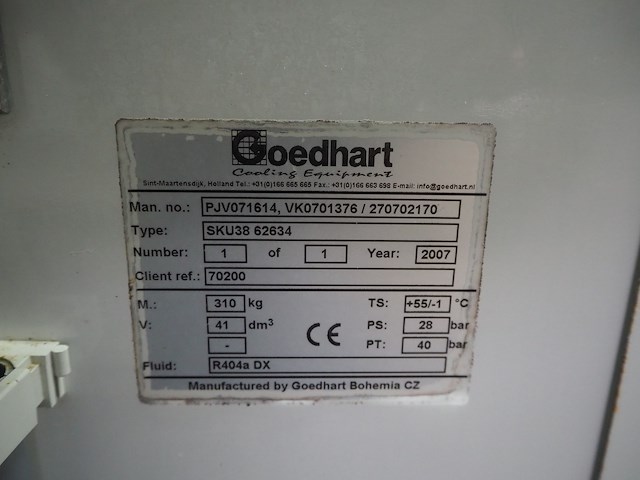 Goedhart
Cooling Equipment
Sint-Maartensdijk, Holland Tel.: +31(0)166 665 665 Fax.: +31(0)166 663 698 E-mail: info@goedhart.nl
Man. no.: PJV071614, VK0701376 / 270702170
Type: SKU38 62634
Number: 1 of 1 Year: 2007
Client ref.: 70200
M.: 310 kg TS: +55/-1 °C
V: 41 dm³ CE PS: 28 bar
- PT: 40 bar
Fluid: R404a DX
Manufactured by Goedhart Bohemia CZ